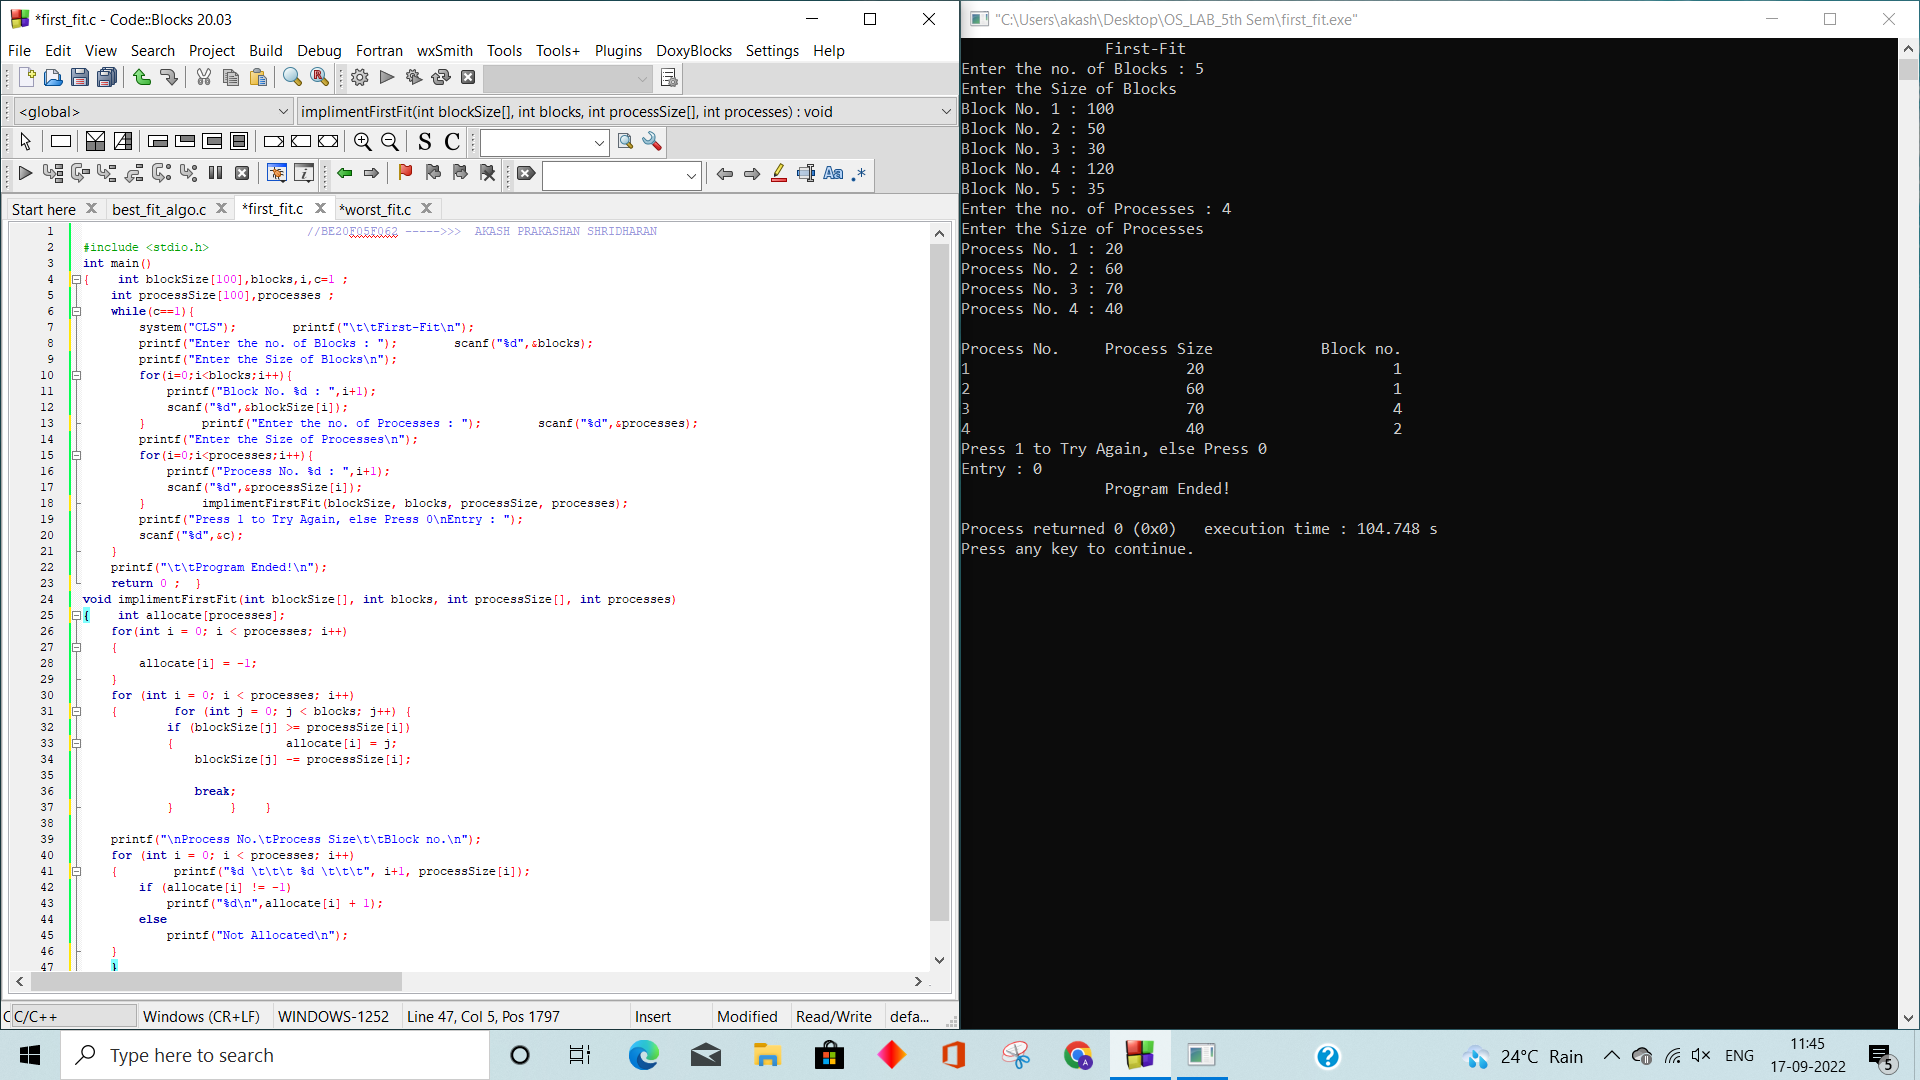 *first_fit.c - Code::Blocks 20.03
File Edit View Search Project Build Debug Fortran wxSmith Tools Tools+ Plugins DoxyBlocks Settings Help
<global> implimentFirstFit(int blockSize[], int blocks, int processSize[], int processes) : void
S C
Aa .*
Start here best_fit_algo.c *first_fit.c *worst_fit.c
1 //BE20F05F062 ----->>> AKASH PRAKASHAN SHRIDHARAN
2 #include <stdio.h>
3 int main()
4 { int blockSize[100],blocks,i,c=1 ;
5 int processSize[100],processes ;
6 while(c==1){
7 system("CLS"); printf("\t\tFirst-Fit\n");
8 printf("Enter the no. of Blocks : "); scanf("%d",&blocks);
9 printf("Enter the Size of Blocks\n");
10 for(i=0;i<blocks;i++){
11 printf("Block No. %d : ",i+1);
12 scanf("%d",&blockSize[i]);
13 } printf("Enter the no. of Processes : "); scanf("%d",&processes);
14 printf("Enter the Size of Processes\n");
15 for(i=0;i<processes;i++){
16 printf("Process No. %d : ",i+1);
17 scanf("%d",&processSize[i]);
18 } implimentFirstFit(blockSize, blocks, processSize, processes);
19 printf("Press 1 to Try Again, else Press 0\nEntry : ");
20 scanf("%d",&c);
21 }
22 printf("\t\tProgram Ended!\n");
23 return 0 ; }
24 void implimentFirstFit(int blockSize[], int blocks, int processSize[], int processes)
25 { int allocate[processes];
26 for(int i = 0; i < processes; i++)
27 {
28 allocate[i] = -1;
29 }
30 for (int i = 0; i < processes; i++)
31 { for (int j = 0; j < blocks; j++) {
32 if (blockSize[j] >= processSize[i])
33 { allocate[i] = j;
34 blockSize[j] -= processSize[i];
35
36 break;
37 } } }
38
39 printf("\nProcess No.\tProcess Size\t\tBlock no.\n");
40 for (int i = 0; i < processes; i++)
41 { printf("%d \t\t\t %d \t\t\t", i+1, processSize[i]);
42 if (allocate[i] != -1)
43 printf("%d\n",allocate[i] + 1);
44 else
45 printf("Not Allocated\n");
46 }
47 }
C C/C++ Windows (CR+LF) WINDOWS-1252 Line 47, Col 5, Pos 1797 Insert Modified Read/Write defa...
"C:\Users\akash\Desktop\OS_LAB_5th Sem\first_fit.exe"
First-Fit
Enter the no. of Blocks : 5
Enter the Size of Blocks
Block No. 1 : 100
Block No. 2 : 50
Block No. 3 : 30
Block No. 4 : 120
Block No. 5 : 35
Enter the no. of Processes : 4
Enter the Size of Processes
Process No. 1 : 20
Process No. 2 : 60
Process No. 3 : 70
Process No. 4 : 40
Process No. Process Size Block no.
1 20 1
2 60 1
3 70 4
4 40 2
Press 1 to Try Again, else Press 0
Entry : 0
Program Ended!
Process returned 0 (0x0) execution time : 104.748 s
Press any key to continue.
Type here to search
24°C Rain ENG 11:45
17-09-2022 5